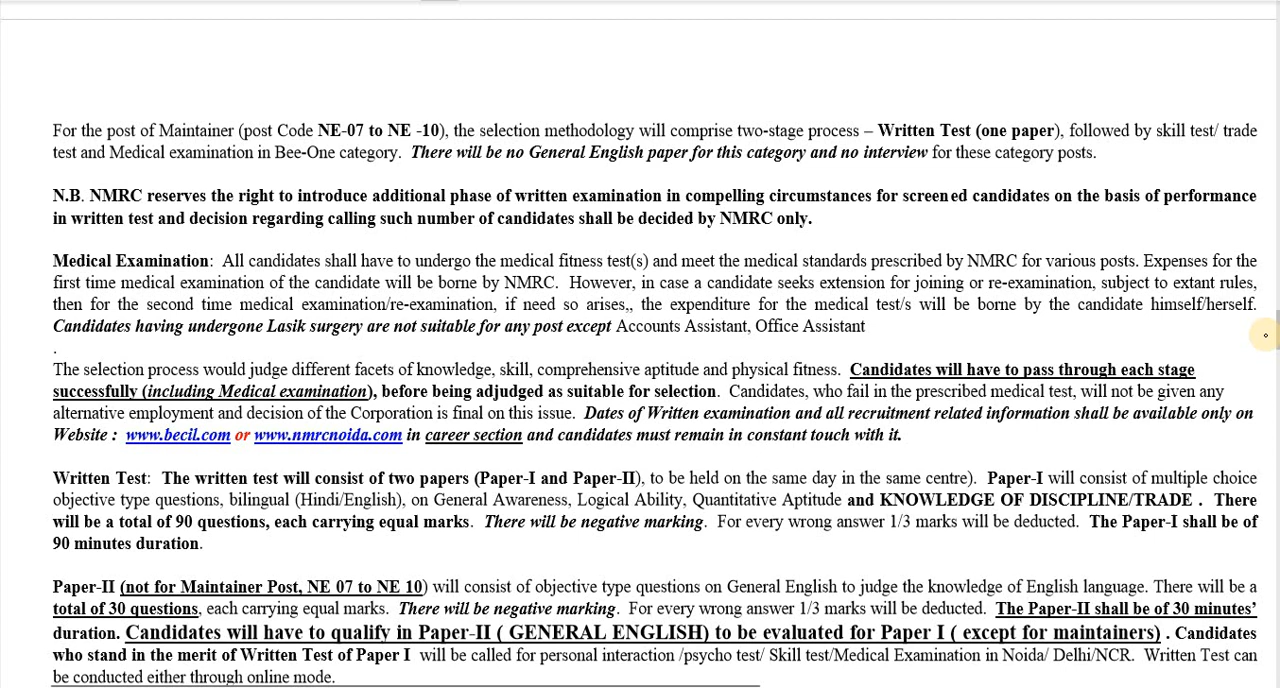 For the post of Maintainer (post Code NE-07 to NE -10), the selection methodology will comprise two-stage process – Written Test (one paper), followed by skill test/ trade
test and Medical examination in Bee-One category.  There will be no General English paper for this category and no interview for these category posts.
N.B. NMRC reserves the right to introduce additional phase of written examination in compelling circumstances for screened candidates on the basis of performance
in written test and decision regarding calling such number of candidates shall be decided by NMRC only.
Medical Examination:  All candidates shall have to undergo the medical fitness test(s) and meet the medical standards prescribed by NMRC for various posts. Expenses for the
first time medical examination of the candidate will be borne by NMRC.  However, in case a candidate seeks extension for joining or re-examination, subject to extant rules,
then for the second time medical examination/re-examination, if need so arises,, the expenditure for the medical test/s will be borne by the candidate himself/herself.
Candidates having undergone Lasik surgery are not suitable for any post except Accounts Assistant, Office Assistant
.
The selection process would judge different facets of knowledge, skill, comprehensive aptitude and physical fitness.  Candidates will have to pass through each stage
successfully (including Medical examination), before being adjudged as suitable for selection.  Candidates, who fail in the prescribed medical test, will not be given any
alternative employment and decision of the Corporation is final on this issue.  Dates of Written examination and all recruitment related information shall be available only on
Website :  www.becil.com or www.nmrcnoida.com in career section and candidates must remain in constant touch with it.
Written Test:  The written test will consist of two papers (Paper-I and Paper-II), to be held on the same day in the same centre).  Paper-I will consist of multiple choice
objective type questions, bilingual (Hindi/English), on General Awareness, Logical Ability, Quantitative Aptitude and KNOWLEDGE OF DISCIPLINE/TRADE .  There
will be a total of 90 questions, each carrying equal marks.  There will be negative marking.  For every wrong answer 1/3 marks will be deducted.  The Paper-I shall be of
90 minutes duration.
Paper-II (not for Maintainer Post, NE 07 to NE 10) will consist of objective type questions on General English to judge the knowledge of English language. There will be a
total of 30 questions, each carrying equal marks.  There will be negative marking.  For every wrong answer 1/3 marks will be deducted.  The Paper-II shall be of 30 minutes’
duration. Candidates will have to qualify in Paper-II ( GENERAL ENGLISH) to be evaluated for Paper I ( except for maintainers) . Candidates
who stand in the merit of Written Test of Paper I  will be called for personal interaction /psycho test/ Skill test/Medical Examination in Noida/ Delhi/NCR.  Written Test can
be conducted either through online mode.